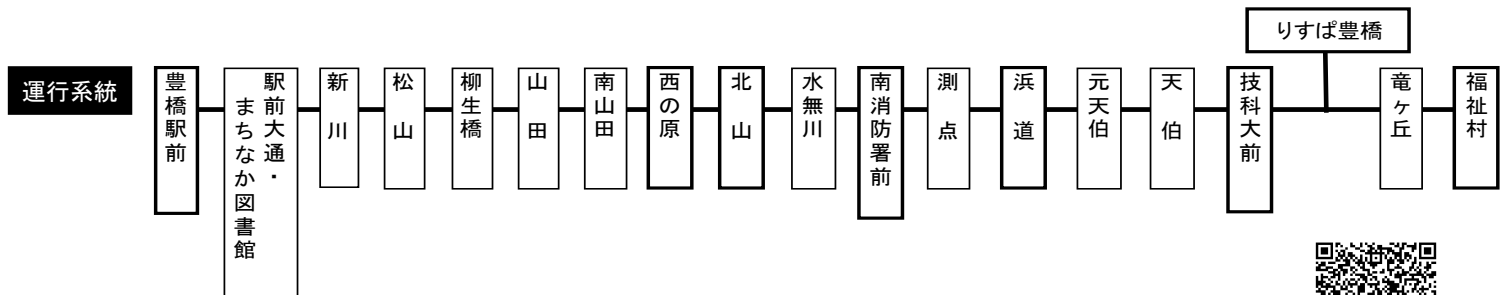 りすぱ豊橋
運行系統
豊橋駅前
駅前大通・
まちなか図書館
新川
松山
柳生橋
山田
南山田
西の原
北山
水無川
南消防署前
測点
浜道
元天伯
天伯
技科大前
竜ヶ丘
福祉村